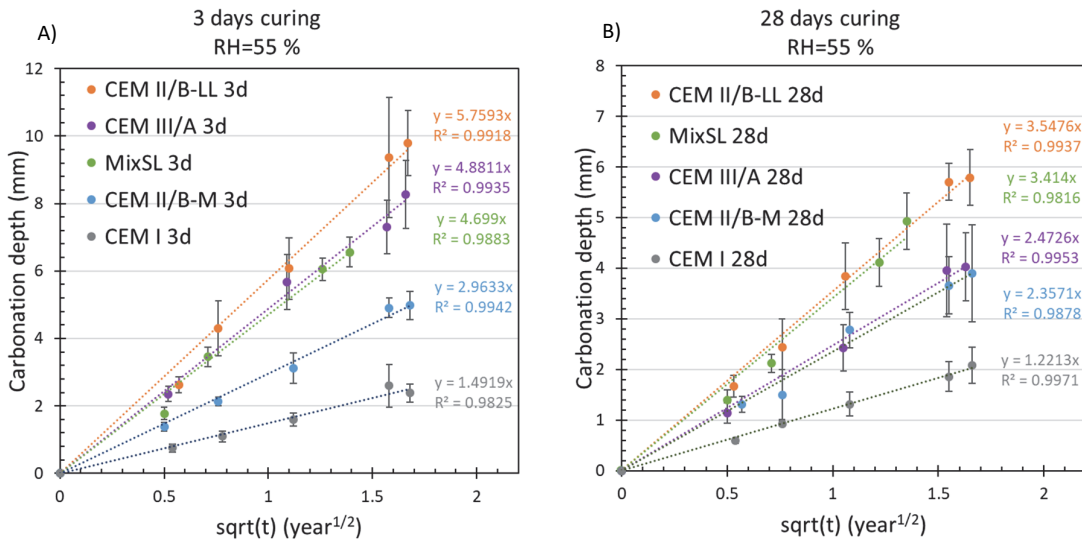 A)
3 days curing
RH=55 %
Carbonation depth (mm)
12
10
8
6
4
2
0
CEM II/B-LL 3d
CEM III/A 3d
MixSL 3d
CEM II/B-M 3d
CEM I 3d
y = 5.7593x
R² = 0.9918
y = 4.8811x
R² = 0.9935
y = 4.699x
R² = 0.9883
y = 2.9633x
R² = 0.9942
y = 1.4919x
R² = 0.9825
0
0.5
1
1.5
2
sqrt(t) (year^1/2)
B)
28 days curing
RH=55 %
Carbonation depth (mm)
8
7
6
5
4
3
2
1
0
CEM II/B-LL 28d
MixSL 28d
CEM III/A 28d
CEM II/B-M 28d
CEM I 28d
y = 3.5476x
R² = 0.9937
y = 3.414x
R² = 0.9816
y = 2.4726x
R² = 0.9953
y = 2.3571x
R² = 0.9878
y = 1.2213x
R² = 0.9971
0
0.5
1
1.5
2
sqrt(t) (year^1/2)